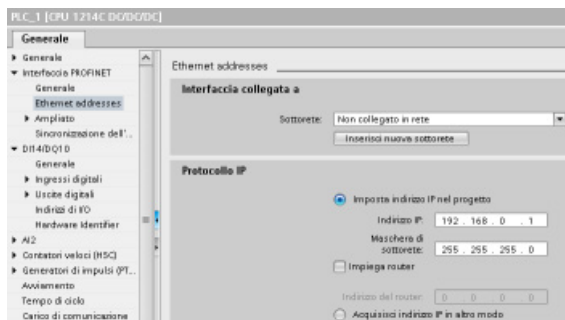 PLC_1 [CPU 1214C DC/DC/DC]
Generale
Generale
Interfaccia PROFINET
Generale
Ethernet addresses
Ampliato
Sincronizzazione dell'...
DI14/DQ10
Generale
Ingressi digitali
Uscite digitali
Indirizzi di I/O
Hardware Identifier
AI2
Contatori veloci (HSC)
Generatori di impulsi (PT...
Avviamento
Tempo di ciclo
Carico di comunicazione
Ethernet addresses
Interfaccia collegata a
Sottorete: Non collegato in rete
Inserisci nuova sottorete
Protocollo IP
Imposta indirizzo IP nel progetto
Indirizzo IP: 192 . 168 . 0 . 1
Maschera di
sottorete: 255 . 255 . 255 . 0
Impiega router
Indirizzo del router: 0 . 0 . 0 . 0
Acquisisci indirizzo IP in altro modo